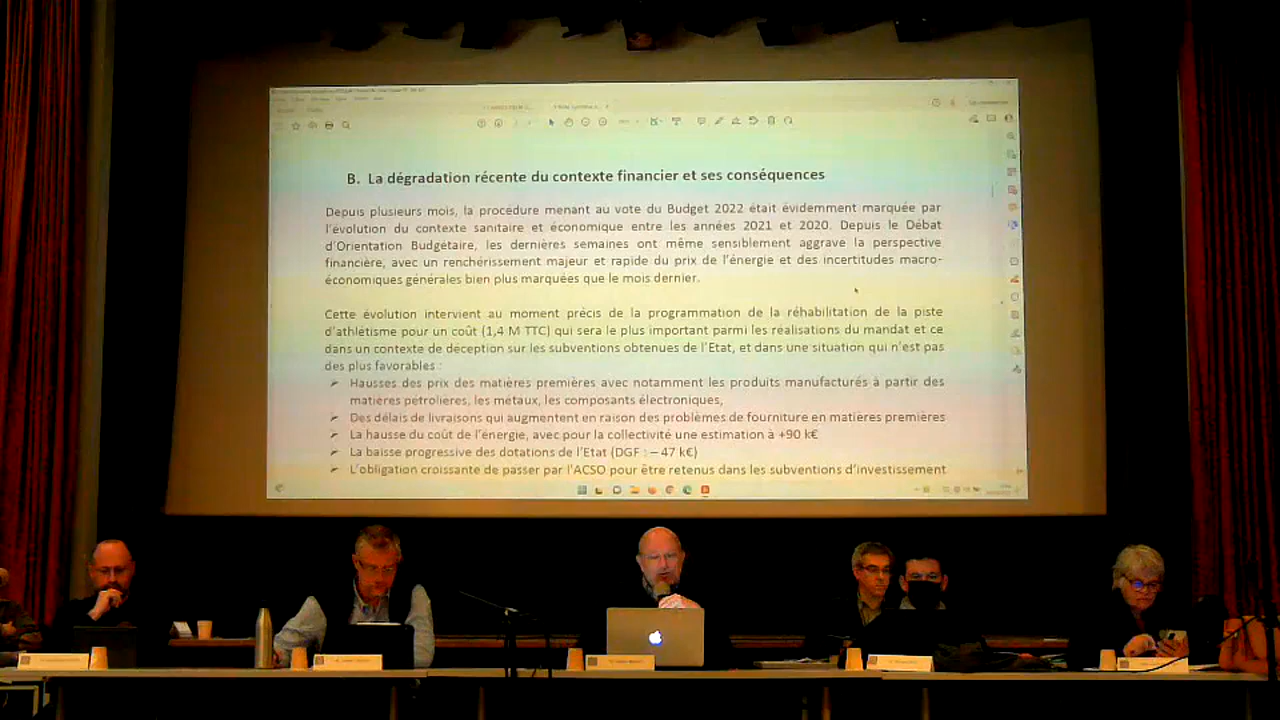 B. La dégradation récente du contexte financier et ses conséquences
Depuis plusieurs mois, la procédure menant au vote du Budget 2022 était évidemment marquée par
l'évolution du contexte sanitaire et économique entre les années 2021 et 2020. Depuis le Débat
d'Orientation Budgétaire, les dernières semaines ont même sensiblement aggravé la perspective
financière, avec un renchérissement majeur et rapide du prix de l'énergie et des incertitudes macro-
économiques générales bien plus marquées que le mois dernier.
Cette évolution intervient au moment précis de la programmation de la réhabilitation de la piste
d'athlétisme pour un coût (1,4 M TTC) qui sera le plus important parmi les réalisations du mandat et ce
dans un contexte de déception sur les subventions obtenues de l'Etat, et dans une situation qui n'est pas
des plus favorables :
➢ Hausses des prix des matières premières avec notamment les produits manufacturés à partir des
matières pétrolières, les métaux, les composants électroniques,
➢ Des délais de livraisons qui augmentent en raison des problèmes de fourniture en matières premières
➢ La hausse du coût de l'énergie, avec pour la collectivité une estimation à +90 k€
➢ La baisse progressive des dotations de l'Etat (DGF : – 47 k€)
➢ L'obligation croissante de passer par l'ACSO pour être retenus dans les subventions d'investissement